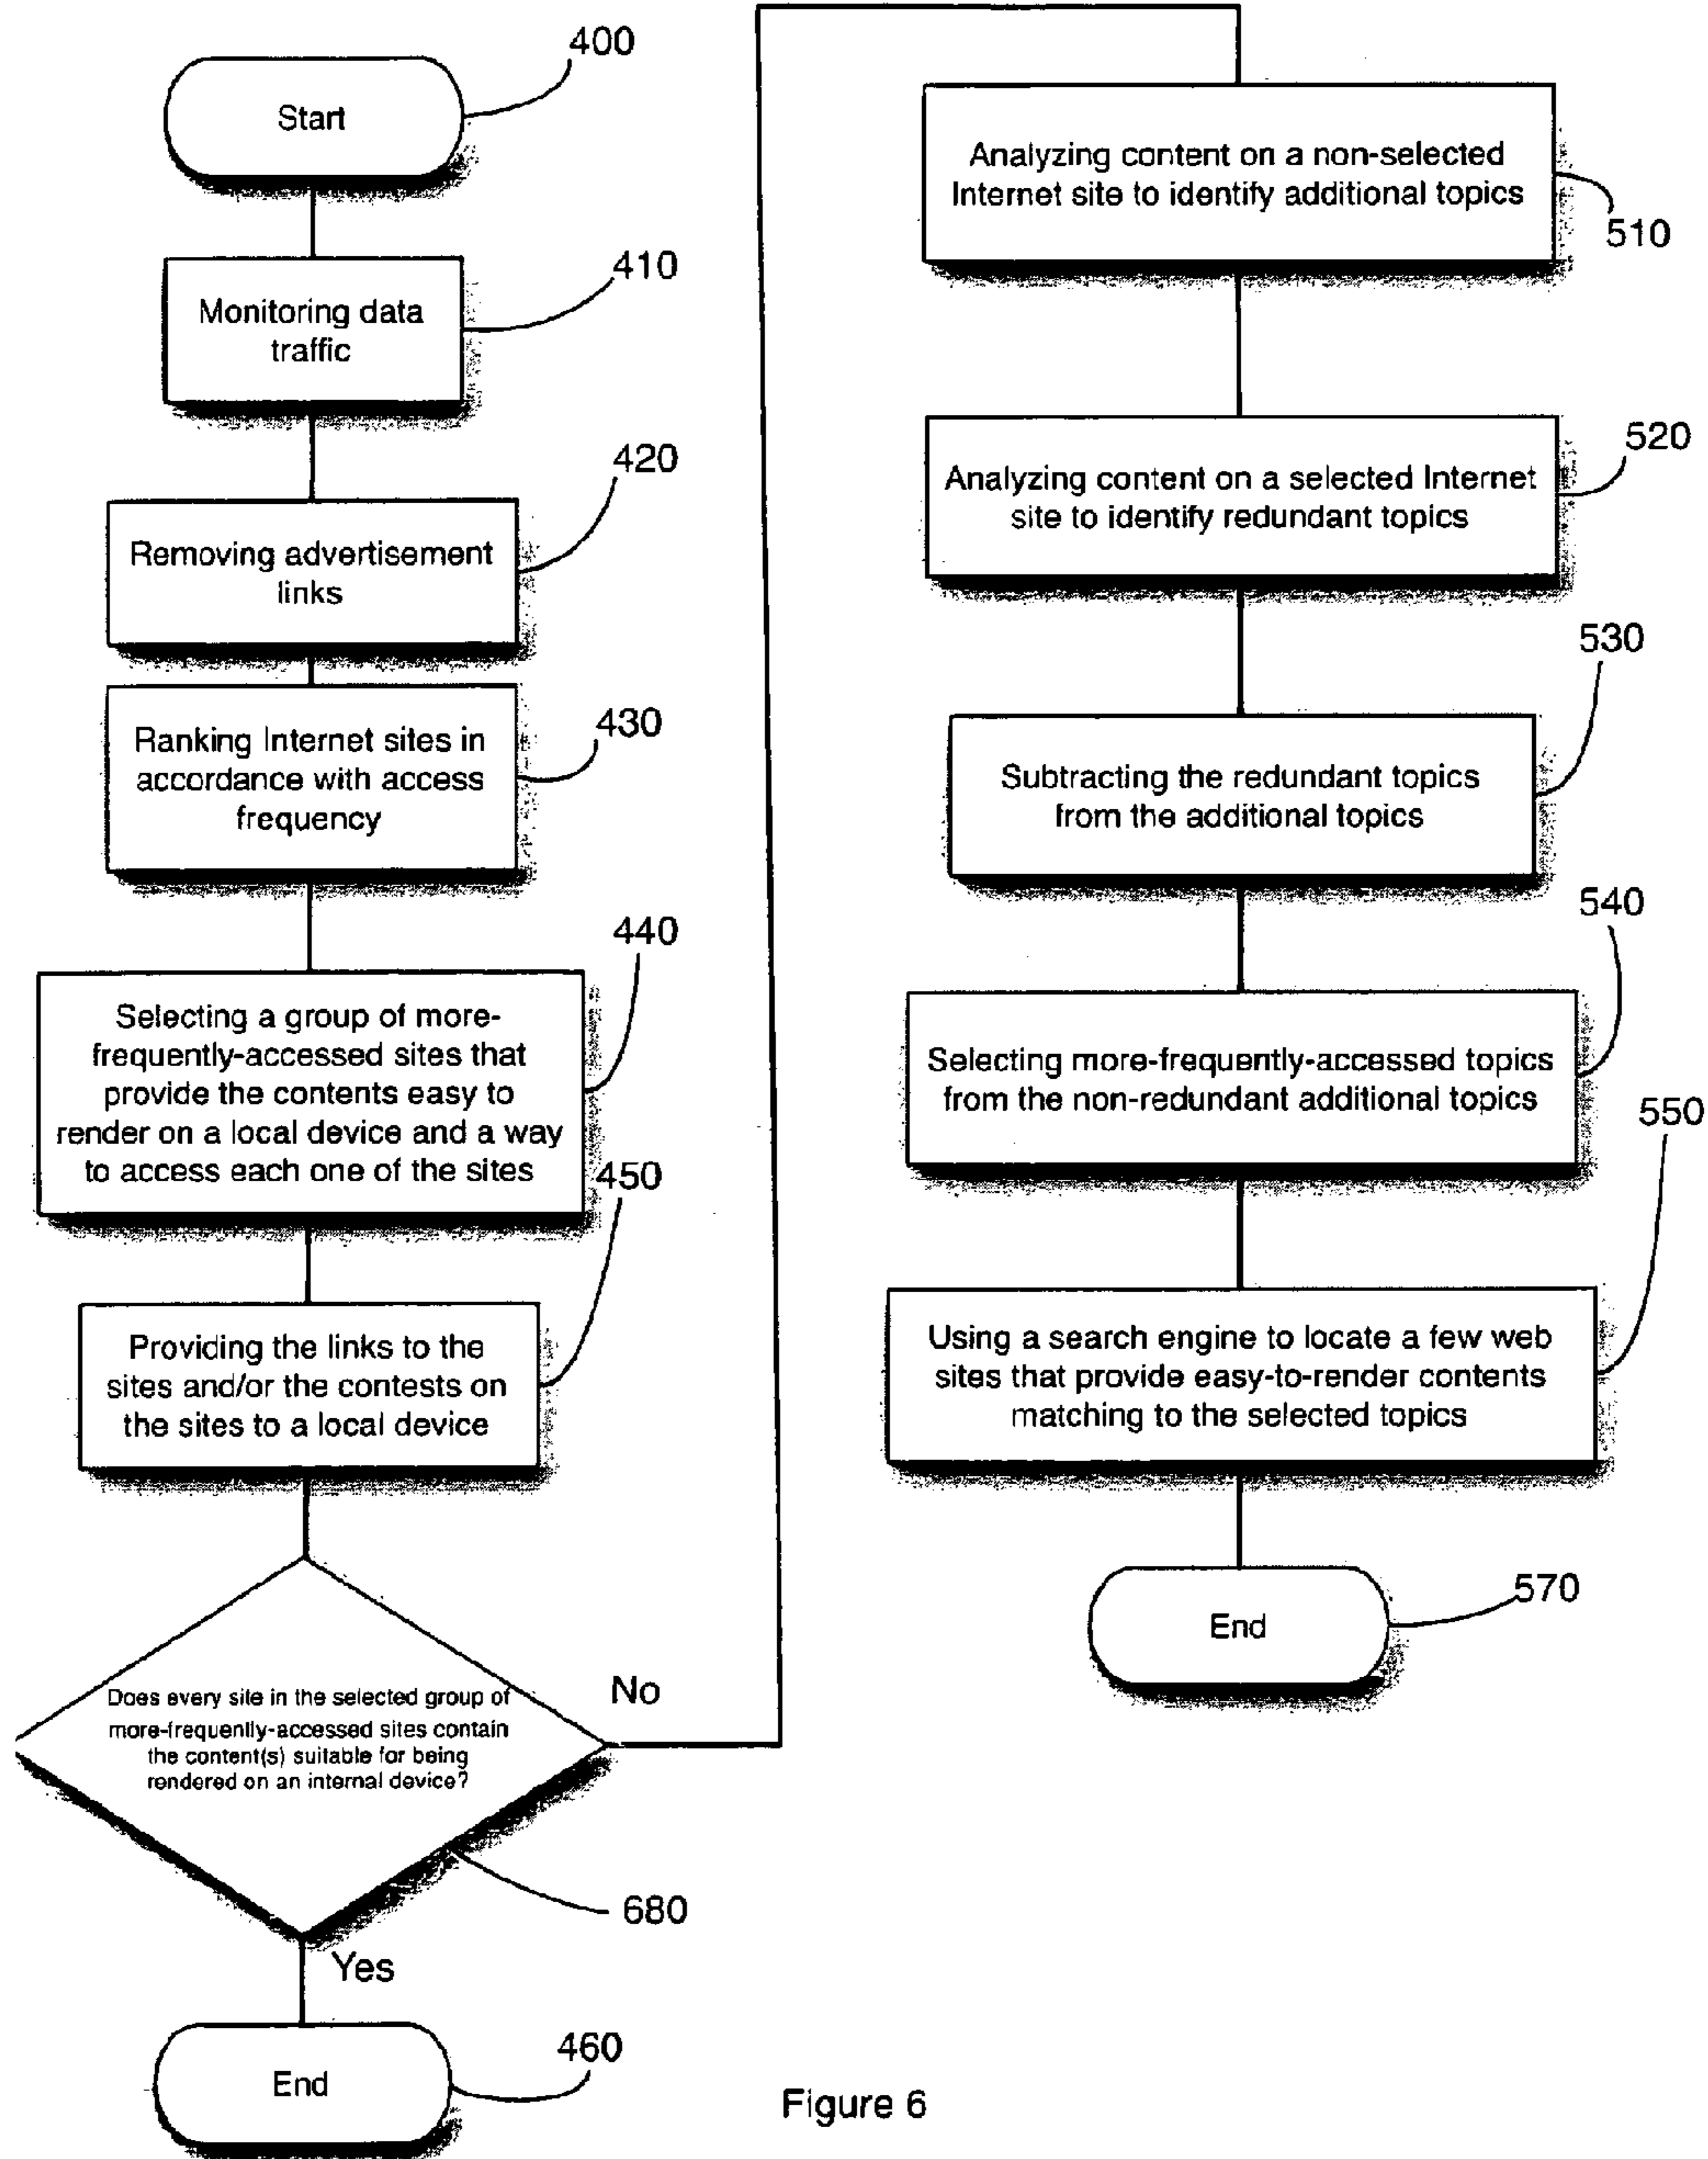 400
Start
410
Monitoring data
traffic
420
Removing advertisement
links
430
Ranking Internet sites in
accordance with access
frequency
440
Selecting a group of more-
frequently-accessed sites that
provide the contents easy to
render on a local device and a way
to access each one of the sites
450
Providing the links to the
sites and/or the contests on
the sites to a local device
Does every site in the selected group of
more-frequently-accessed sites contain
the content(s) suitable for being
rendered on an internal device?
No
680
Yes
End
460
Analyzing content on a non-selected
Internet site to identify additional topics
510
520
Analyzing content on a selected Internet
site to identify redundant topics
530
Subtracting the redundant topics
from the additional topics
540
Selecting more-frequently-accessed topics
from the non-redundant additional topics
550
Using a search engine to locate a few web
sites that provide easy-to-render contents
matching to the selected topics
570
End
Figure 6